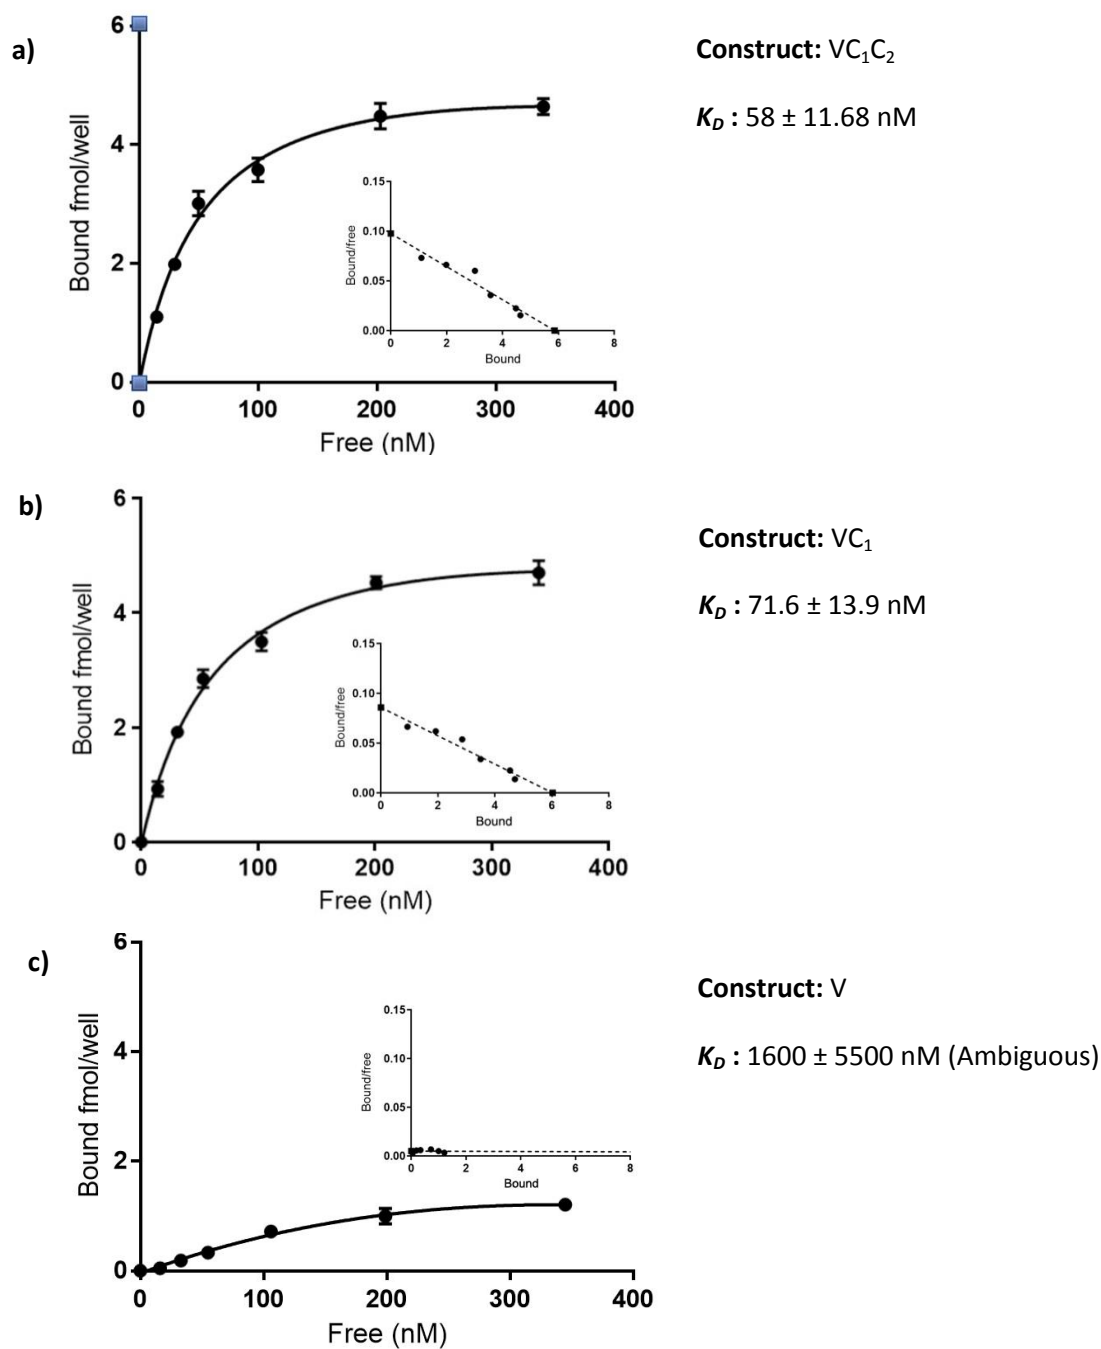 a)
Construct: VC₁C₂
K_D : 58 ± 11.68 nM
Bound fmol/well
6
4
2
0
0 100 200 300 400
Free (nM)
Bound/free
0.15
0.10
0.05
0.00
0 2 4 6 8
Bound
b)
Construct: VC₁
K_D : 71.6 ± 13.9 nM
Bound fmol/well
6
4
2
0
0 100 200 300 400
Free (nM)
Bound/free
0.15
0.10
0.05
0.00
0 2 4 6 8
Bound
c)
Construct: V
K_D : 1600 ± 5500 nM (Ambiguous)
Bound fmol/well
6
4
2
0
0 100 200 300 400
Free (nM)
Bound/free
0.15
0.10
0.05
0.00
0 2 4 6 8
Bound